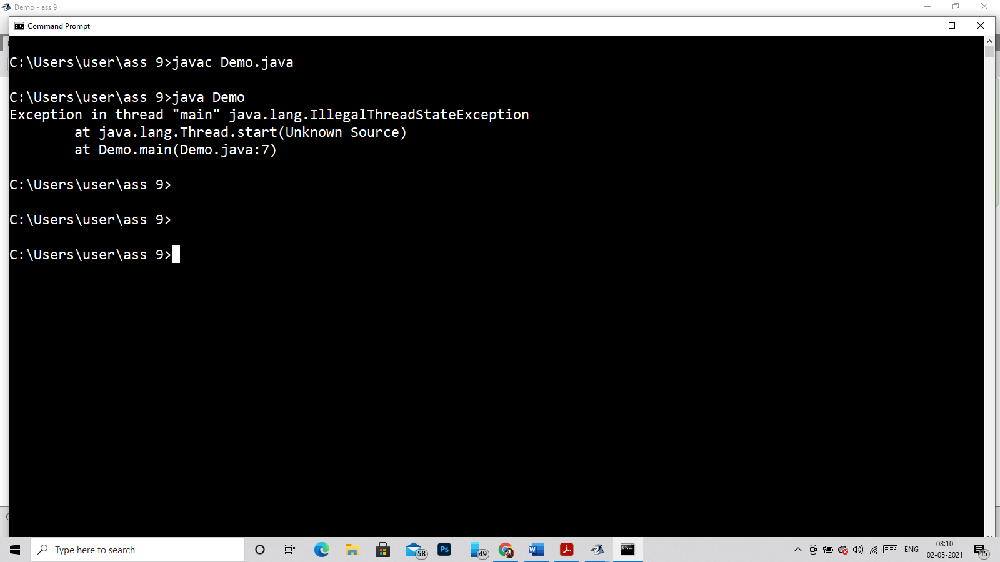 Demo - ass 9
Command Prompt
C:\Users\user\ass 9>javac Demo.java
C:\Users\user\ass 9>java Demo
Exception in thread "main" java.lang.IllegalThreadStateException
at java.lang.Thread.start(Unknown Source)
at Demo.main(Demo.java:7)
C:\Users\user\ass 9>
C:\Users\user\ass 9>
C:\Users\user\ass 9>
Type here to search
58
Ps
49
W
ENG
08:10
02-05-2021
15